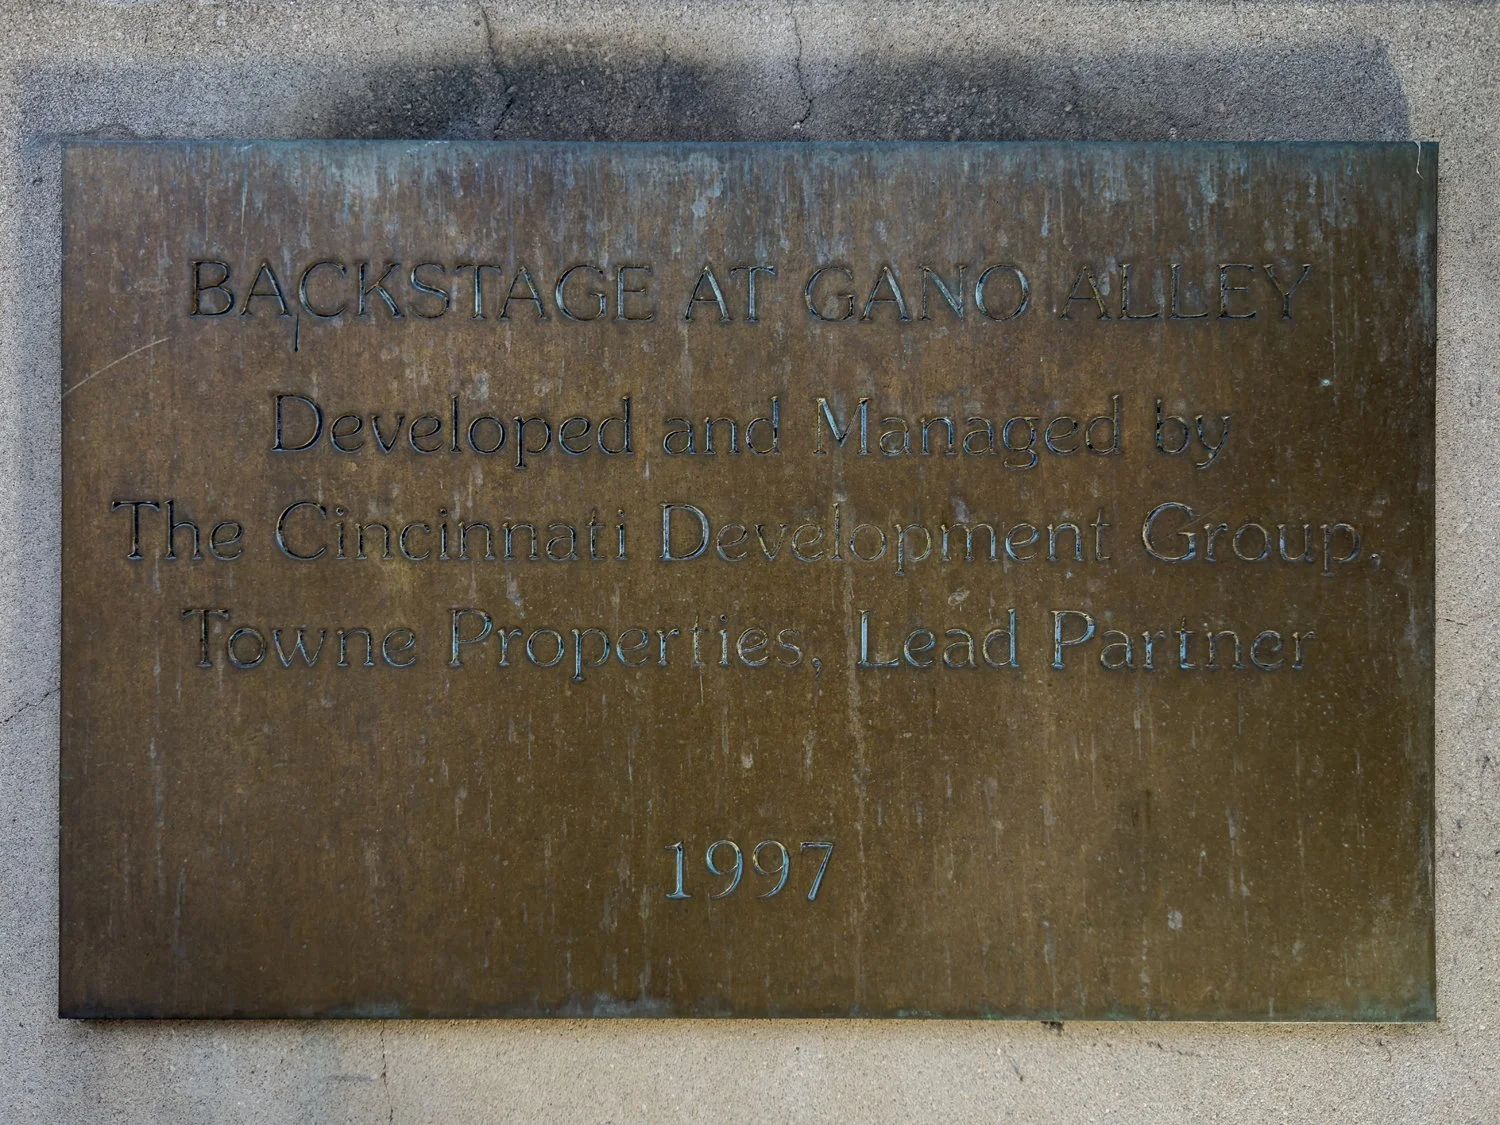 BACKSTAGE AT GANO ALLEY
Developed and Managed by
The Cincinnati Development Group,
Towne Properties, Lead Partner
1997